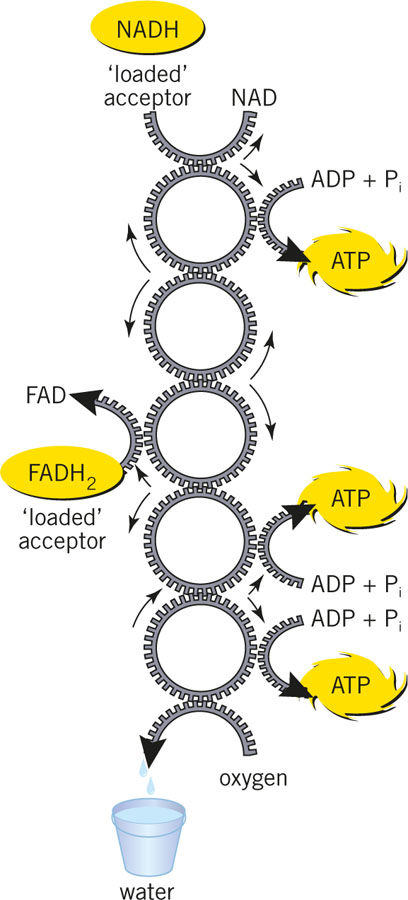 NADH
'loaded'
acceptor
NAD
ADP + Pi
ATP
FAD
FADH2
'loaded'
acceptor
ATP
ADP + Pi
ADP + Pi
ATP
oxygen
water